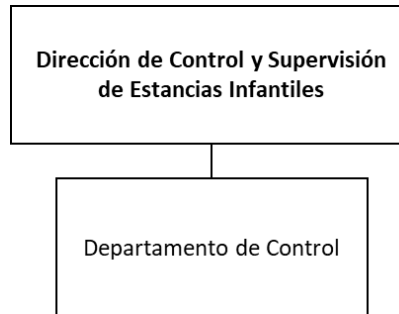 Dirección de Control y Supervisión
de Estancias Infantiles
Departamento de Control